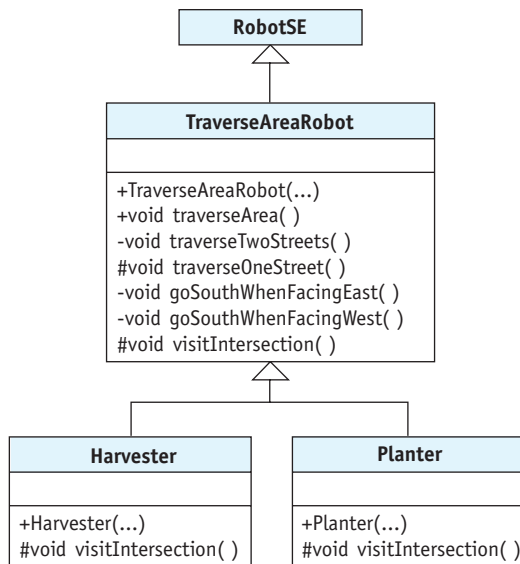 RobotSE
TraverseAreaRobot
+TraverseAreaRobot(...)
+void traverseArea( )
-void traverseTwoStreets( )
#void traverseOneStreet( )
-void goSouthWhenFacingEast( )
-void goSouthWhenFacingWest( )
#void visitIntersection( )
Harvester
+Harvester(...)
#void visitIntersection( )
Planter
+Planter(...)
#void visitIntersection( )